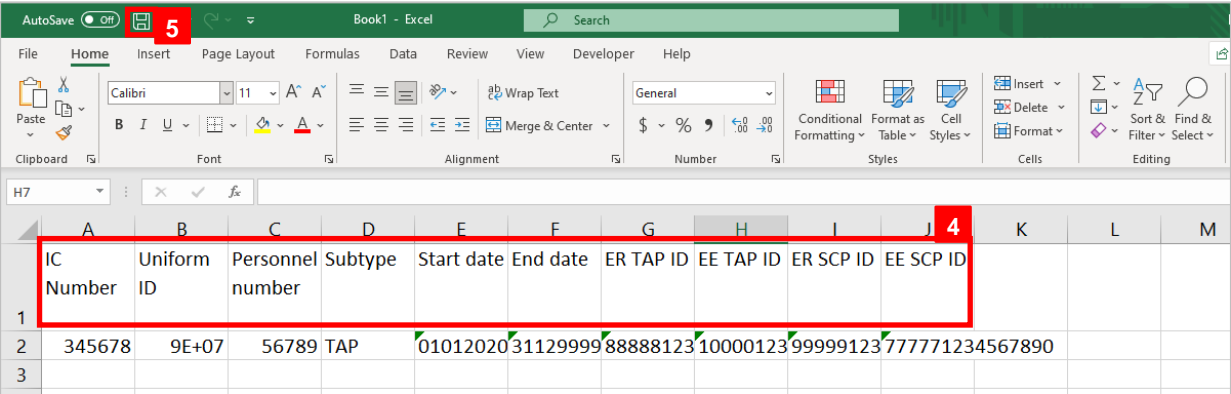 AutoSave Off 5 Book1 - Excel Search
File Home Insert Page Layout Formulas Data Review View Developer Help
Paste Calibri 11 A^ A˅ ab Wrap Text General Conditional Formatting Format as Table Cell Styles Insert Delete Format Sort & Filter Find & Select
B I U A Merge & Center $ % 9 .00 .0
Clipboard Font Alignment Number Styles Cells Editing
H7 fx
A B C D E F G H I J 4 K L M
IC Uniform Personnel Subtype Start date End date ER TAP ID EE TAP ID ER SCP ID EE SCP ID
Number ID number
1
2 345678 9E+07 56789 TAP 01012020 31129999 88888123 10000123 99999123 777771234567890
3